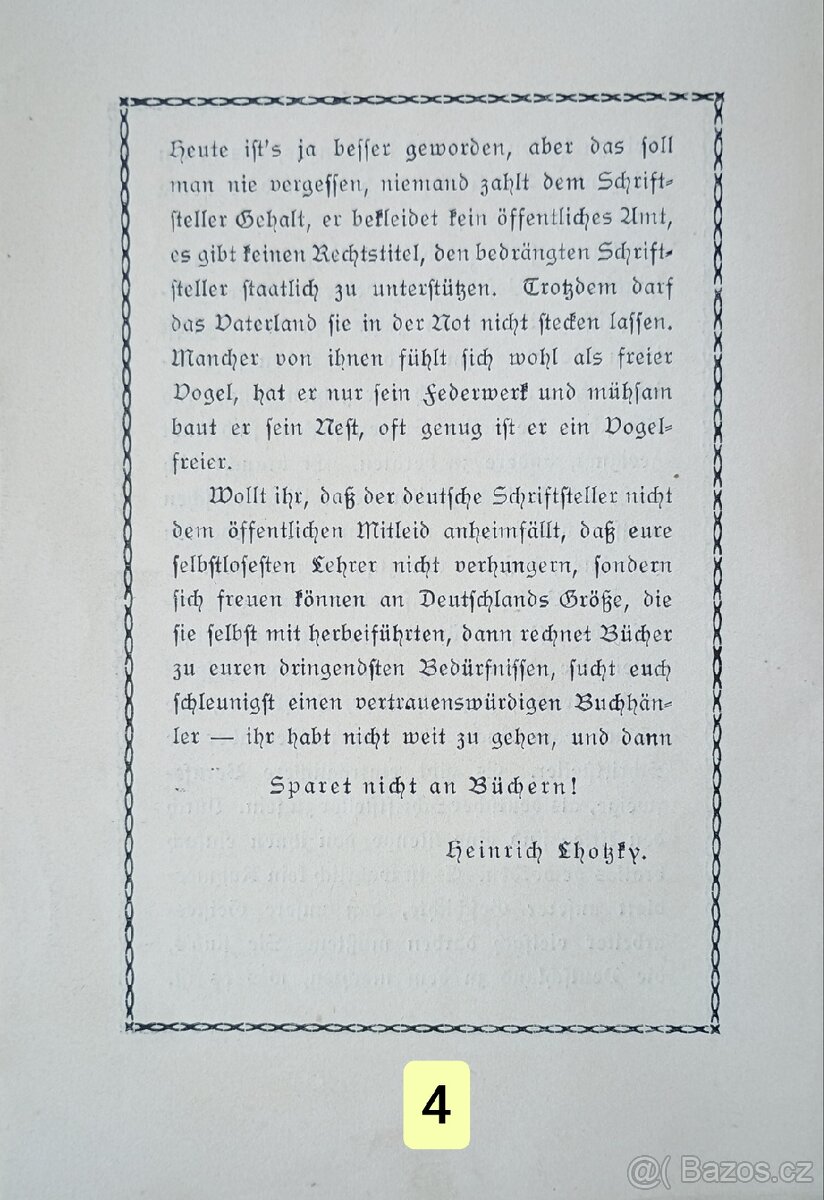 Heute ist's ja besser geworden, aber das soll
man nie vergessen, niemand zahlt dem Schrift-
steller Gehalt, er bekleidet kein öffentliches Amt,
es gibt keinen Rechtstitel, den bedrängten Schrift-
steller staatlich zu unterstützen. Trotzdem darf
das Vaterland sie in der Not nicht stecken lassen.
Mancher von ihnen fühlt sich wohl als freier
Vogel, hat er nur sein Federwerk und mühsam
baut er sein Nest, oft genug ist er ein Vogel-
freier.
Wollt ihr, daß der deutsche Schriftsteller nicht
dem öffentlichen Mitleid anheimfällt, daß eure
selbstlosesten Lehrer nicht verhungern, sondern
sich freuen können an Deutschlands Größe, die
sie selbst mit herbeiführten, dann rechnet Bücher
zu euren dringendsten Bedürfnissen, sucht euch
schleunigst einen vertrauenswürdigen Buchhän-
ler — ihr habt nicht weit zu gehen, und dann
Sparet nicht an Büchern!
Heinrich Lhotzky.
4
@( Bazos.cz